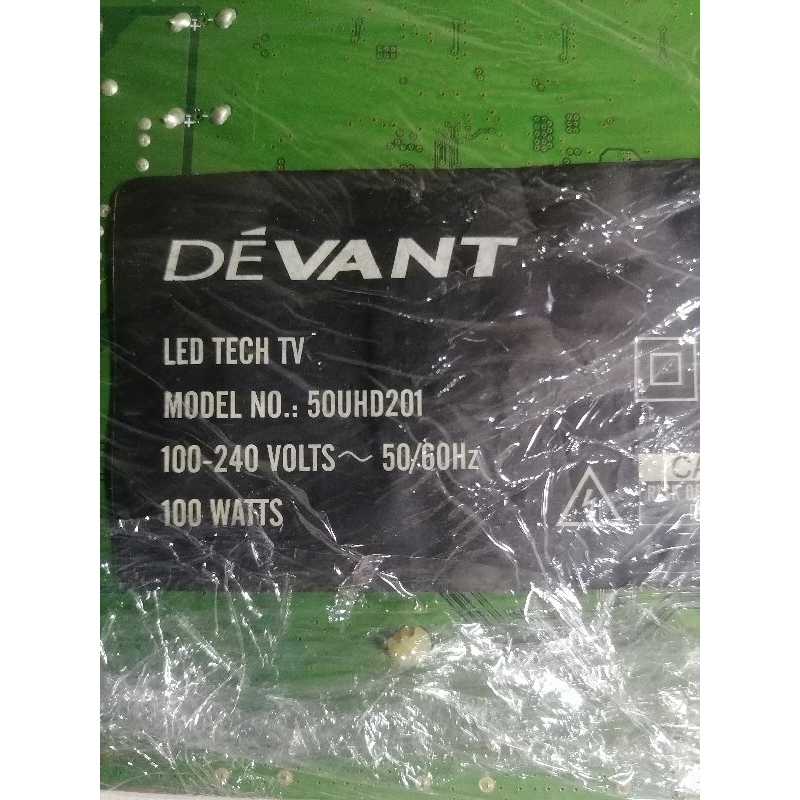 DÉVANT
LED TECH TV
MODEL NO.: 50UHD201
100-240 VOLTS~ 50/60Hz
100 WATTS